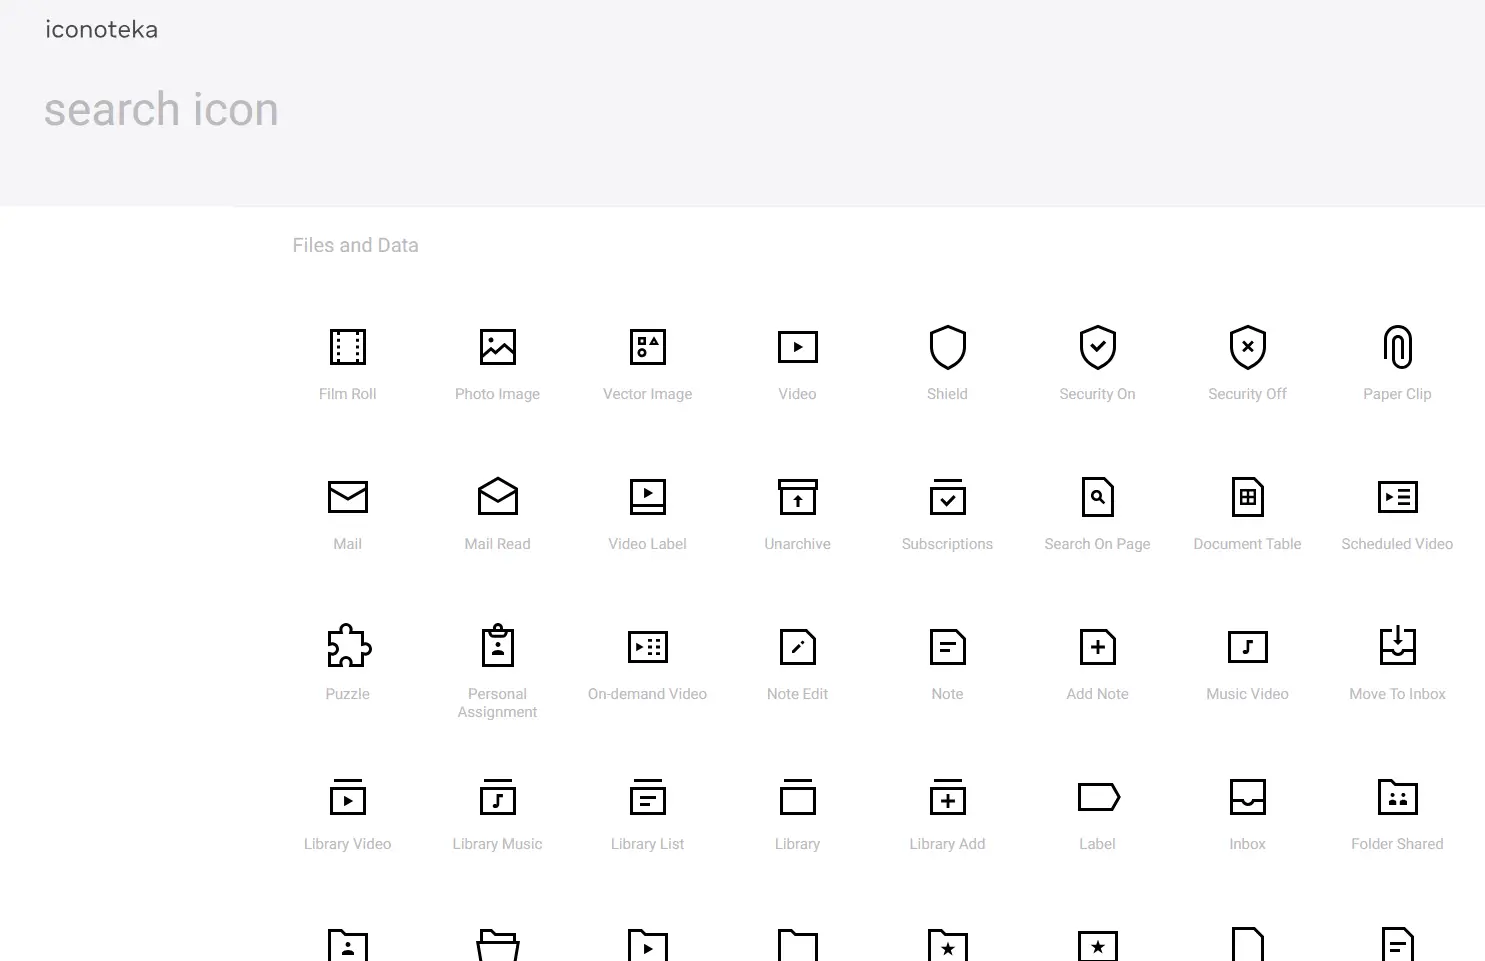 iconoteka
search icon
Files and Data
Film Roll
Photo Image
Vector Image
Video
Shield
Security On
Security Off
Paper Clip
Mail
Mail Read
Video Label
Unarchive
Subscriptions
Search On Page
Document Table
Scheduled Video
Puzzle
Personal
Assignment
On-demand Video
Note Edit
Note
Add Note
Music Video
Move To Inbox
Library Video
Library Music
Library List
Library
Library Add
Label
Inbox
Folder Shared